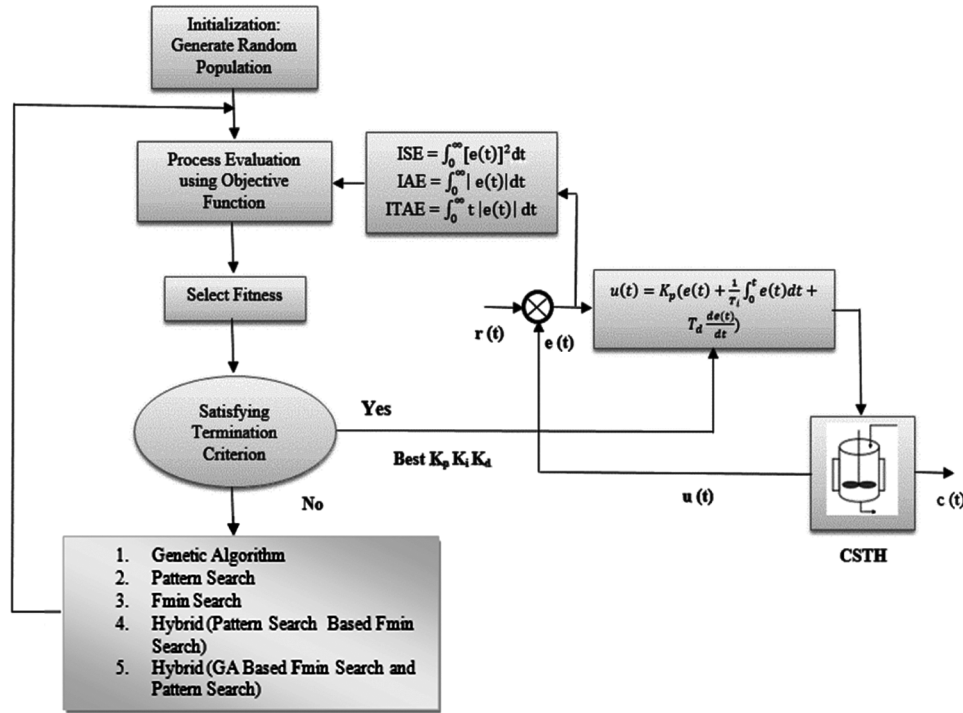 Initialization:
Generate Random
Population
Process Evaluation
using Objective
Function
ISE = ∫₀^∞ [e(t)]² dt
IAE = ∫₀^∞ | e(t)|dt
ITAE = ∫₀^∞ t |e(t)| dt
Select Fitness
r (t)
e (t)
u(t) = Kₚ(e(t) + 1/Tᵢ ∫₀^t e(t)dt +
T_d de(t)/dt)
Satisfying
Termination
Criterion
Yes
Best Kₚ Kᵢ K_d
No
u (t)
c (t)
CSTH
1. Genetic Algorithm
2. Pattern Search
3. Fmin Search
4. Hybrid (Pattern Search Based Fmin
Search)
5. Hybrid (GA Based Fmin Search and
Pattern Search)